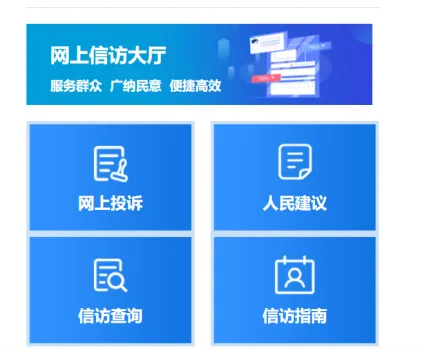 网上信访大厅
服务群众 广纳民意 便捷高效
网上投诉
人民建议
信访查询
信访指南